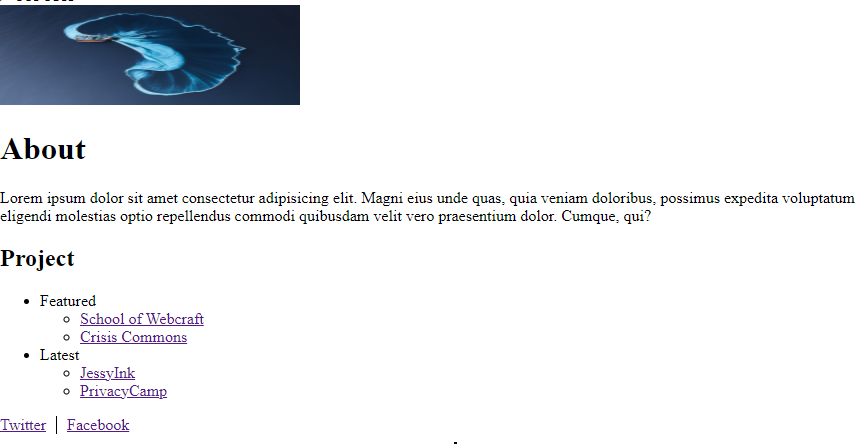 About
Lorem ipsum dolor sit amet consectetur adipisicing elit. Magni eius unde quas, quia veniam doloribus, possimus expedita voluptatum
eligendi molestias optio repellendus commodi quibusdam velit vero praesentium dolor. Cumque, qui?
Project
Featured
School of Webcraft
Crisis Commons
Latest
JessyInk
PrivacyCamp
Twitter | Facebook